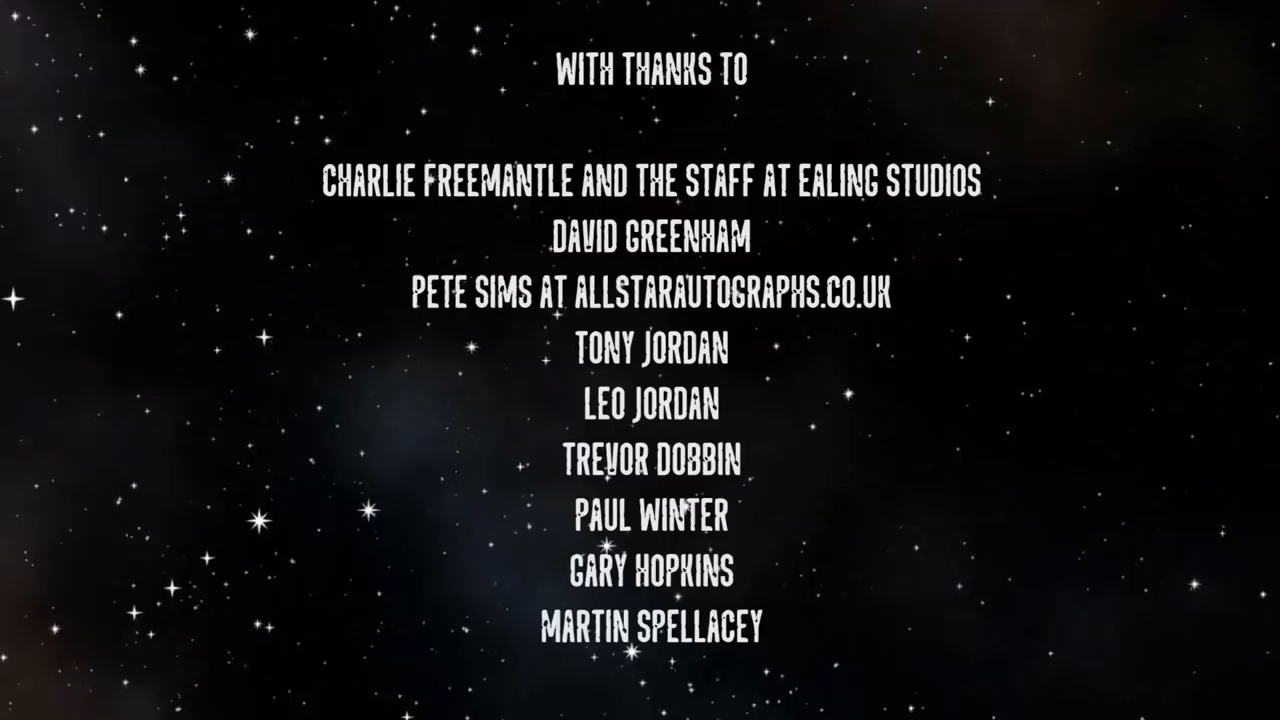 WITH THANKS TO
CHARLIE FREEMANTLE AND THE STAFF AT EALING STUDIOS
DAVID GREENHAM
PETE SIMS AT ALLSTARAUTOGRAPHS.CO.UK
TONY JORDAN
LEO JORDAN
TREVOR DOBBIN
PAUL WINTER
GARY HOPKINS
MARTIN SPELLACEY